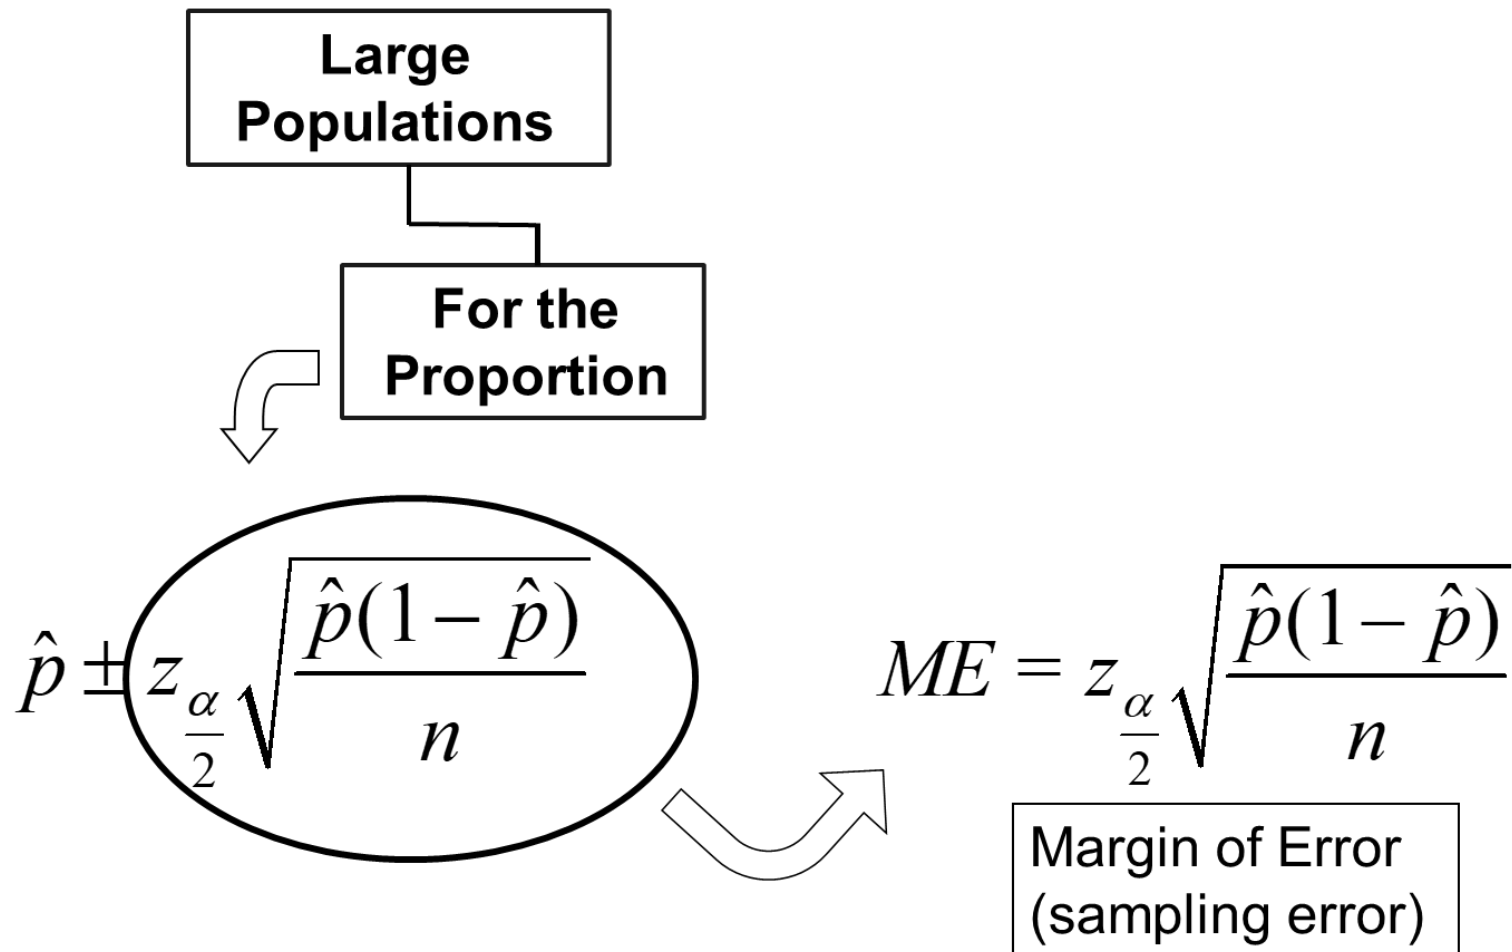 Large
Populations
For the
Proportion
p̂ ± z_{α/2} √(p̂(1 − p̂)/n)
ME = z_{α/2} √(p̂(1 − p̂)/n)
Margin of Error
(sampling error)